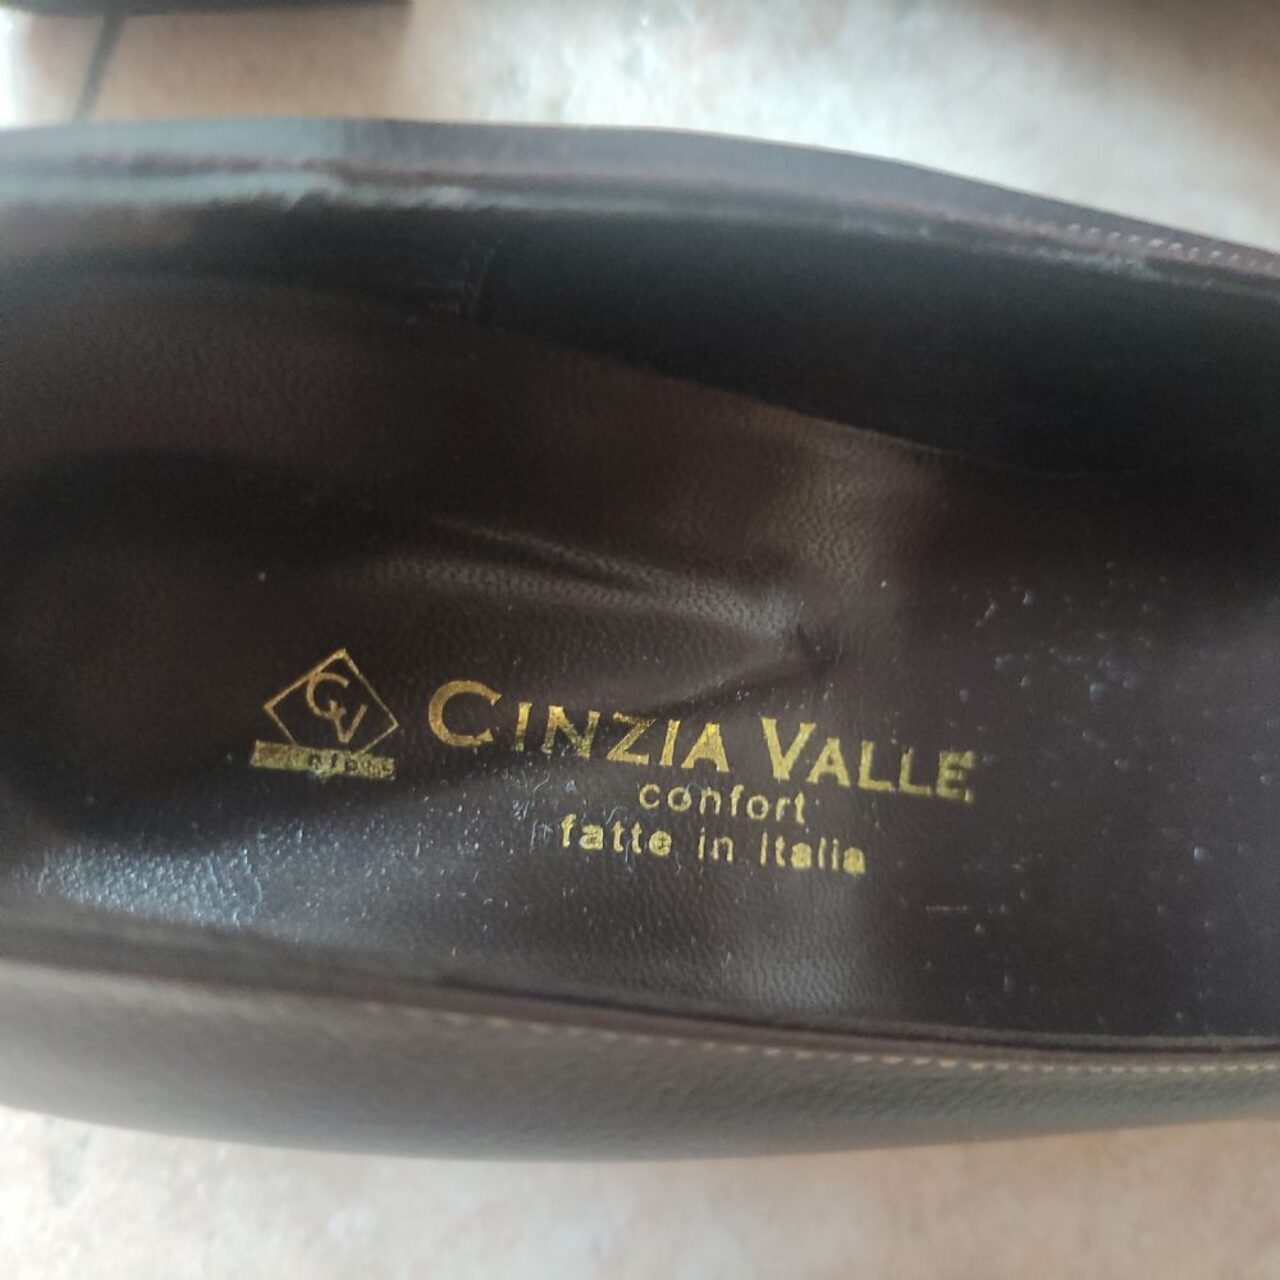 CV
CINZIA VALLE
confort
fatte in Italia